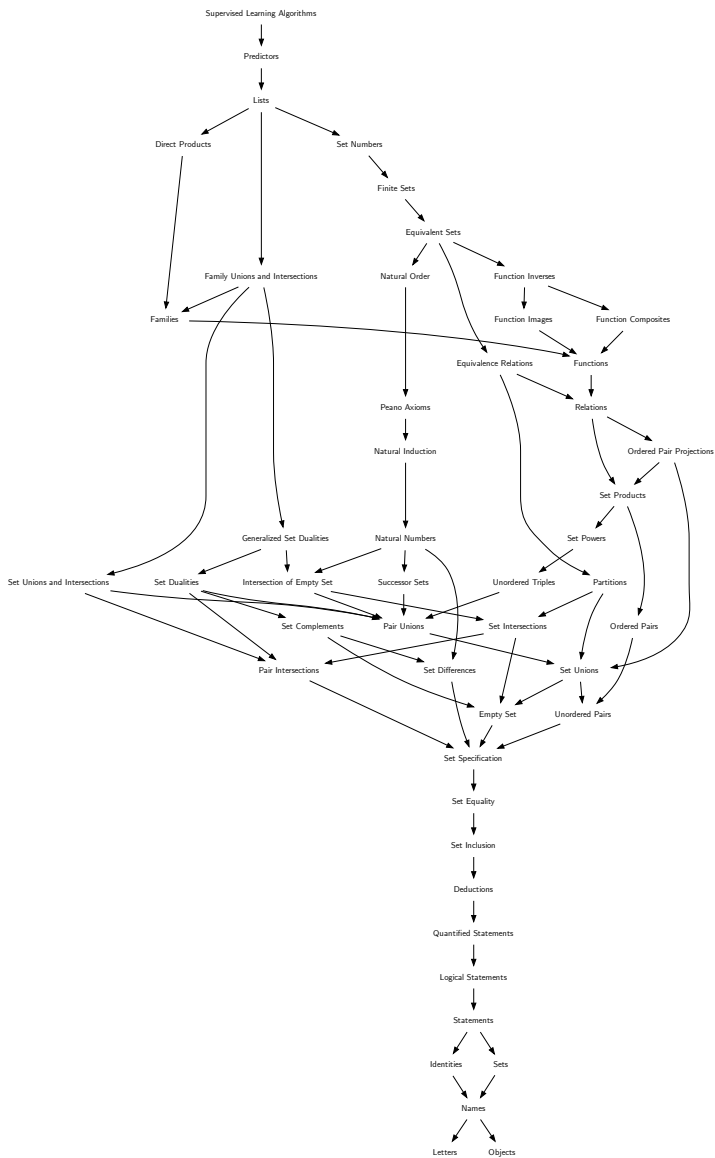 Supervised Learning Algorithms
Predictors
Lists
Direct Products
Set Numbers
Finite Sets
Equivalent Sets
Family Unions and Intersections
Natural Order
Function Inverses
Families
Function Images
Function Composites
Equivalence Relations
Functions
Peano Axioms
Relations
Natural Induction
Ordered Pair Projections
Set Products
Generalized Set Dualities
Natural Numbers
Set Powers
Set Unions and Intersections
Set Dualities
Intersection of Empty Set
Successor Sets
Unordered Triples
Partitions
Set Complements
Pair Unions
Set Intersections
Ordered Pairs
Pair Intersections
Set Differences
Set Unions
Empty Set
Unordered Pairs
Set Specification
Set Equality
Set Inclusion
Deductions
Quantified Statements
Logical Statements
Statements
Identities
Sets
Names
Letters
Objects